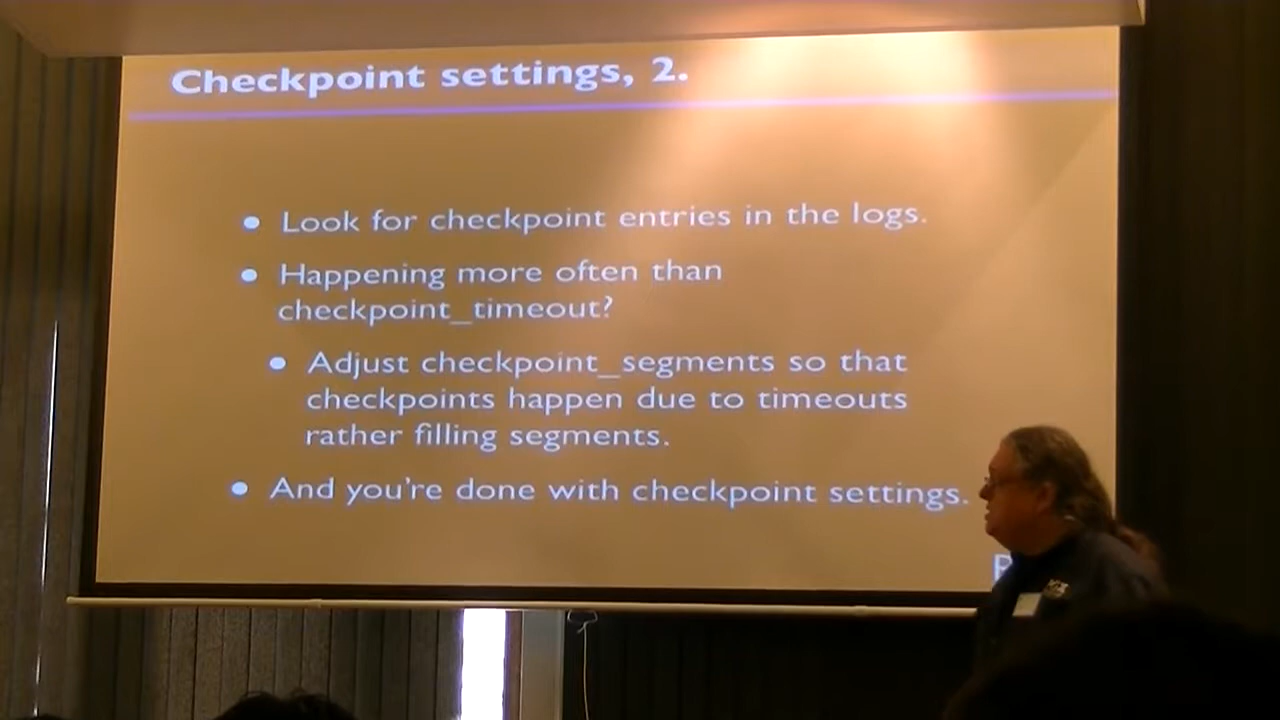 Checkpoint settings, 2.
• Look for checkpoint entries in the logs.
• Happening more often than
checkpoint_timeout?
• Adjust checkpoint_segments so that
checkpoints happen due to timeouts
rather filling segments.
• And you're done with checkpoint settings.